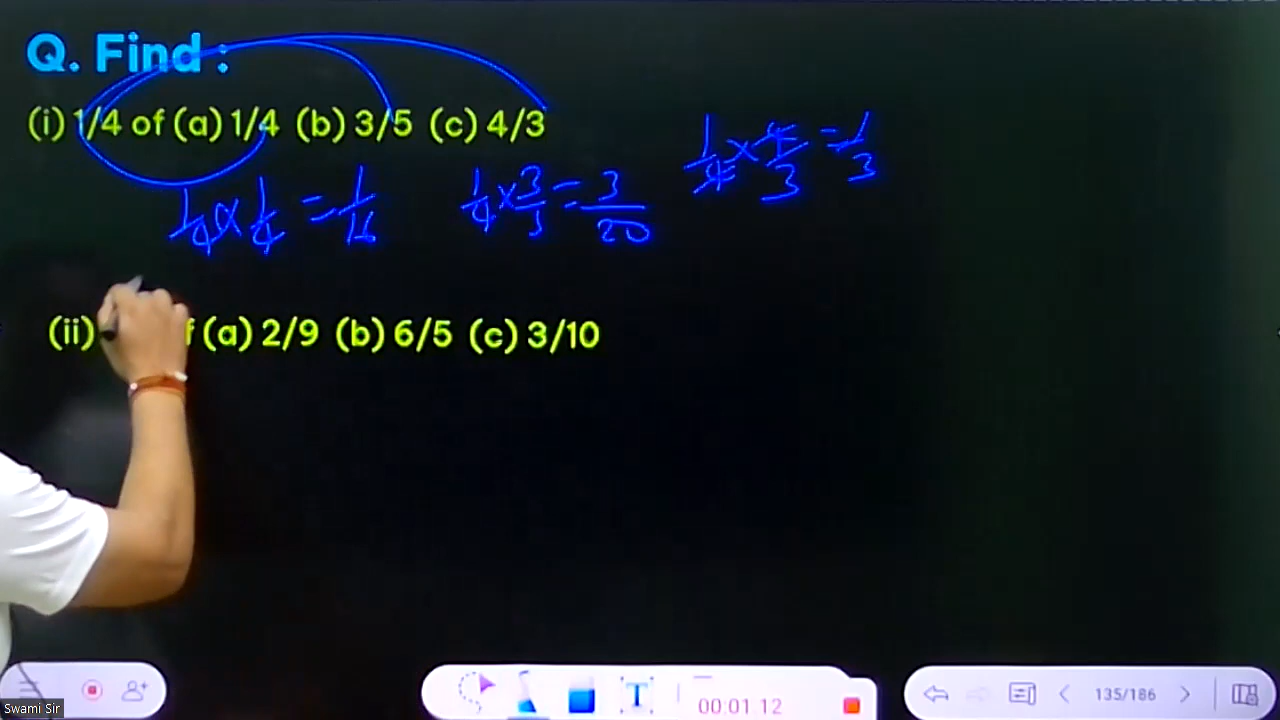 Q. Find :
(i) 1/4 of (a) 1/4 (b) 3/5 (c) 4/3
1/4 × 1/4 = 1/16 1/4 × 3/5 = 3/20 1/4 × 4/3 = 1/3
(ii) f (a) 2/9 (b) 6/5 (c) 3/10
T
00:01 12
135/186
Swami Sir